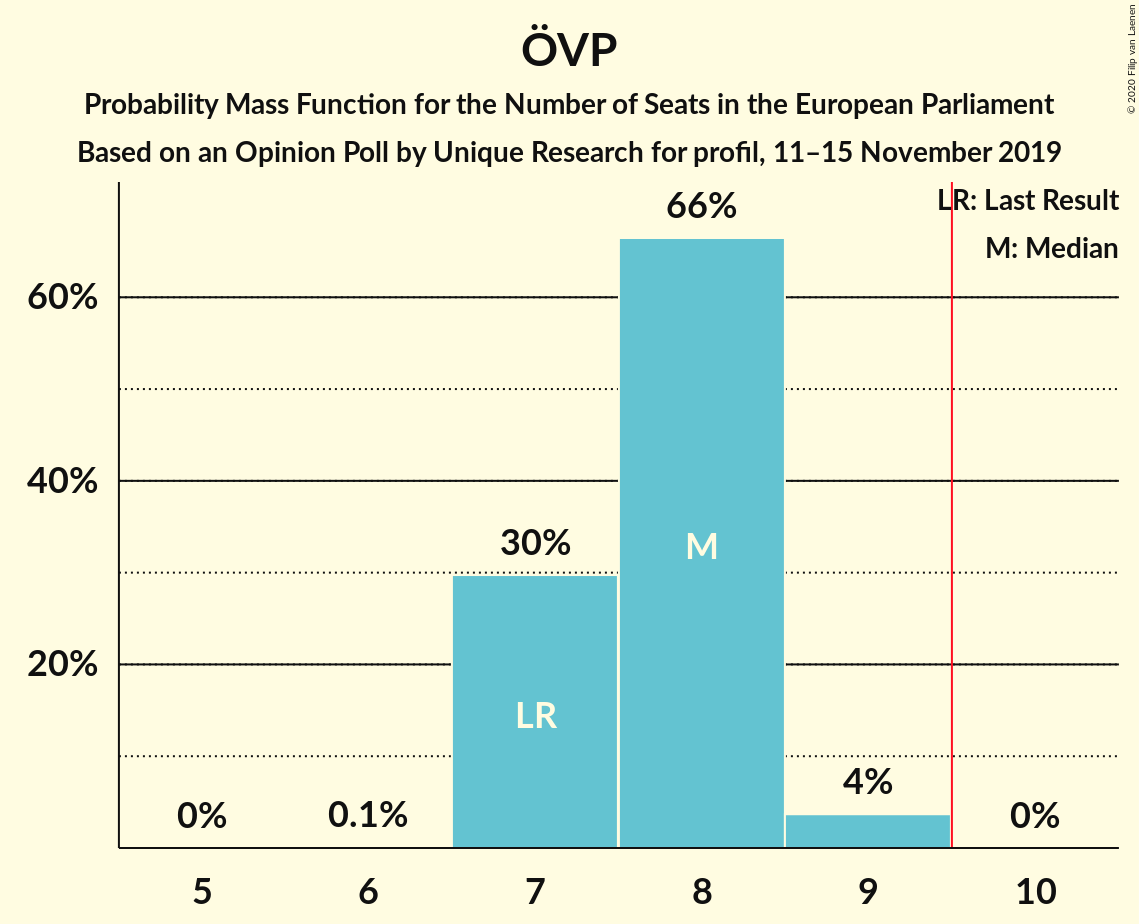 ÖVP
Probability Mass Function for the Number of Seats in the European Parliament
Based on an Opinion Poll by Unique Research for profil, 11–15 November 2019
© 2020 Filip van Laenen
LR: Last Result
M: Median
60%
40%
20%
0%
0.1%
30%
66%
4%
0%
LR
M
5
6
7
8
9
10